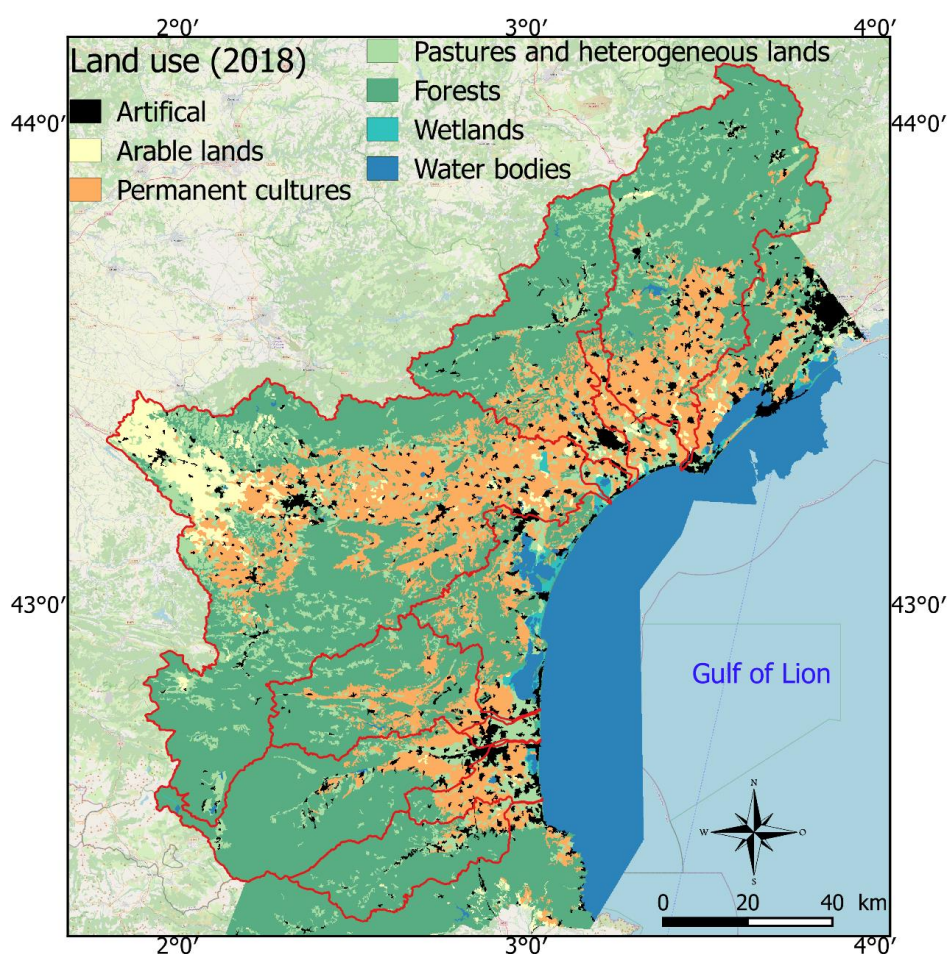 2°0′ 3°0′ 4°0′
Land use (2018)
Artifical
Arable lands
Permanent cultures
Pastures and heterogeneous lands
Forests
Wetlands
Water bodies
44°0′ 44°0′
43°0′ 43°0′
Gulf of Lion
N
W O
S
0 20 40 km
2°0′ 3°0′ 4°0′